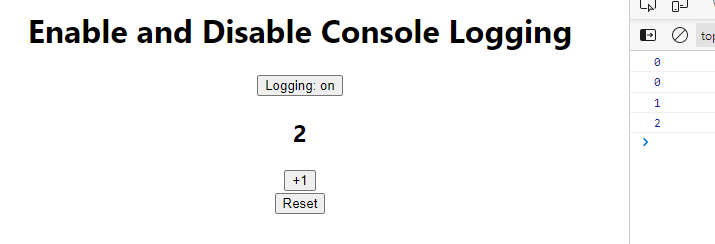 Enable and Disable Console Logging
Logging: on
2
+1
Reset
top
0
0
1
2